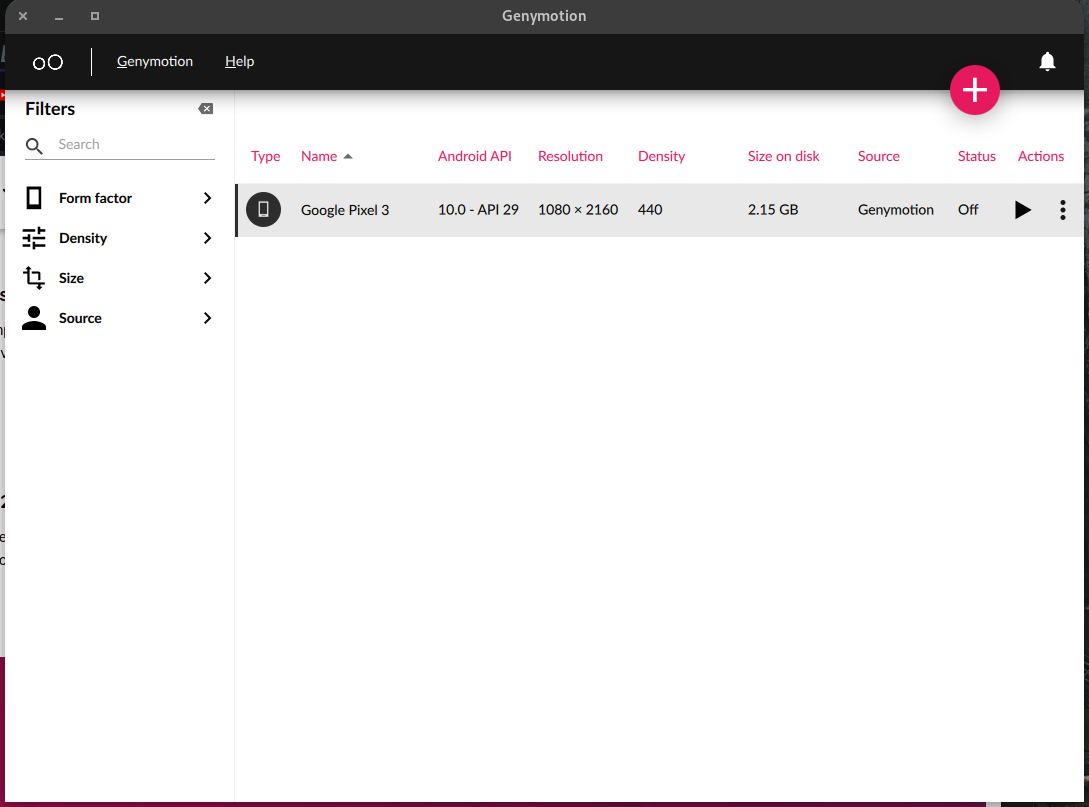 Genymotion
Genymotion Help
Filters
Search
Form factor
Density
Size
Source
Type Name Android API Resolution Density Size on disk Source Status Actions
Google Pixel 3 10.0 - API 29 1080 × 2160 440 2.15 GB Genymotion Off